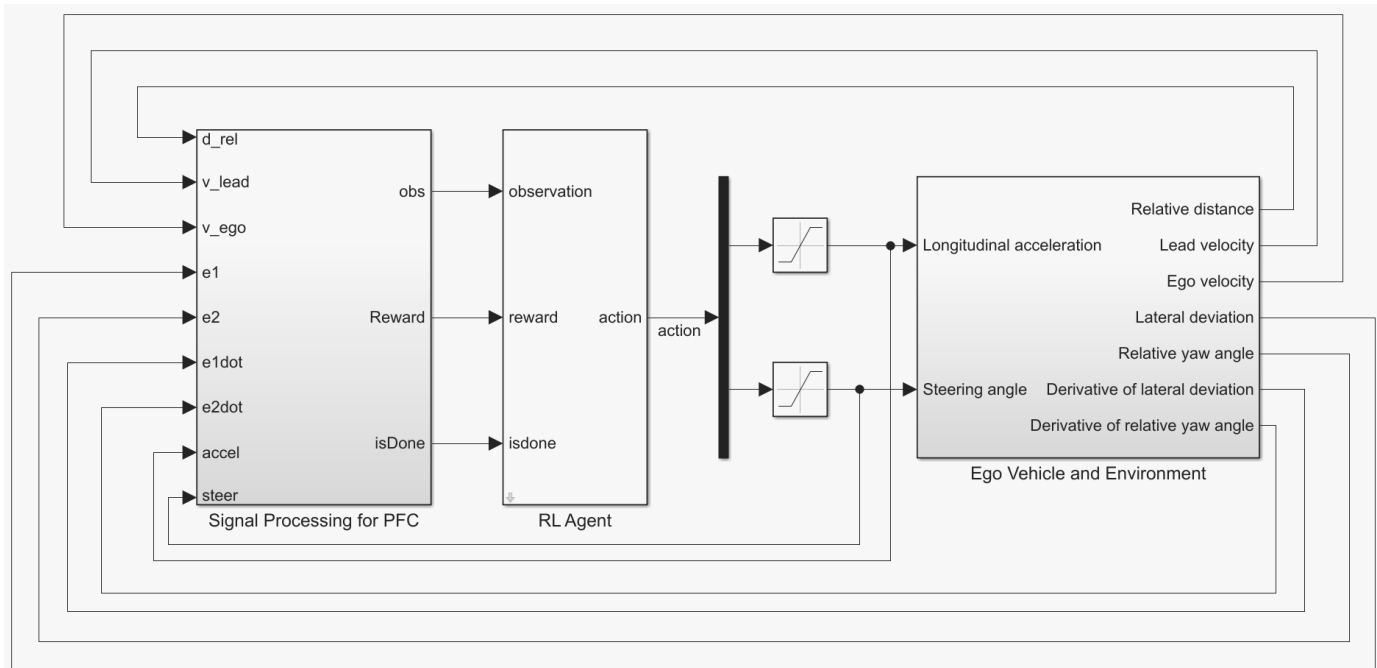 d_rel
v_lead
v_ego
e1
e2
e1dot
e2dot
accel
steer
obs
Reward
isDone
Signal Processing for PFC
observation
reward
isdone
action
RL Agent
action
Longitudinal acceleration
Steering angle
Relative distance
Lead velocity
Ego velocity
Lateral deviation
Relative yaw angle
Derivative of lateral deviation
Derivative of relative yaw angle
Ego Vehicle and Environment